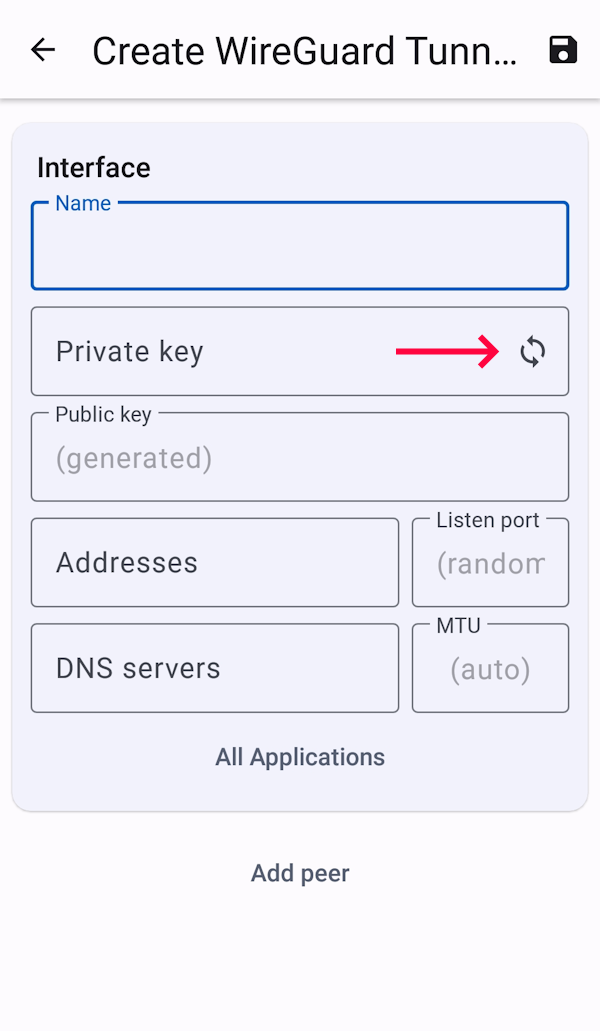 Create WireGuard Tunn...
Interface
Name
Private key
Public key
(generated)
Addresses
Listen port
(random
DNS servers
MTU
(auto)
All Applications
Add peer